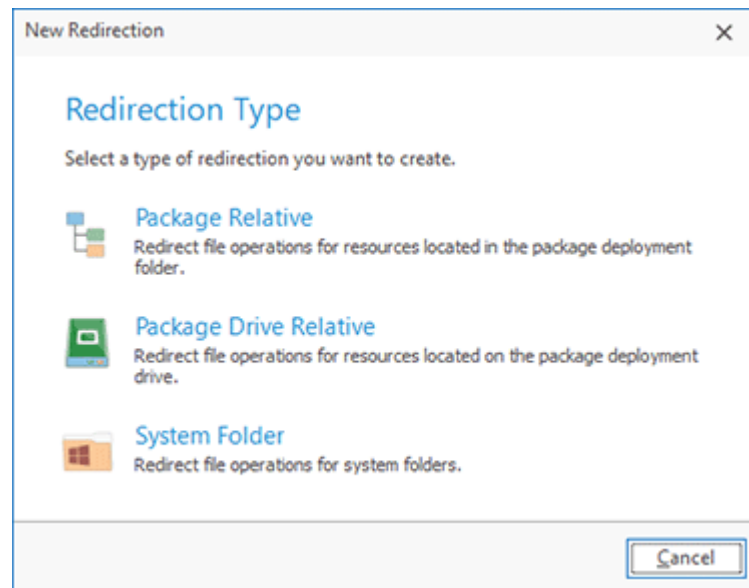 New Redirection
Redirection Type
Select a type of redirection you want to create.
Package Relative
Redirect file operations for resources located in the package deployment
folder.
Package Drive Relative
Redirect file operations for resources located on the package deployment
drive.
System Folder
Redirect file operations for system folders.
Cancel